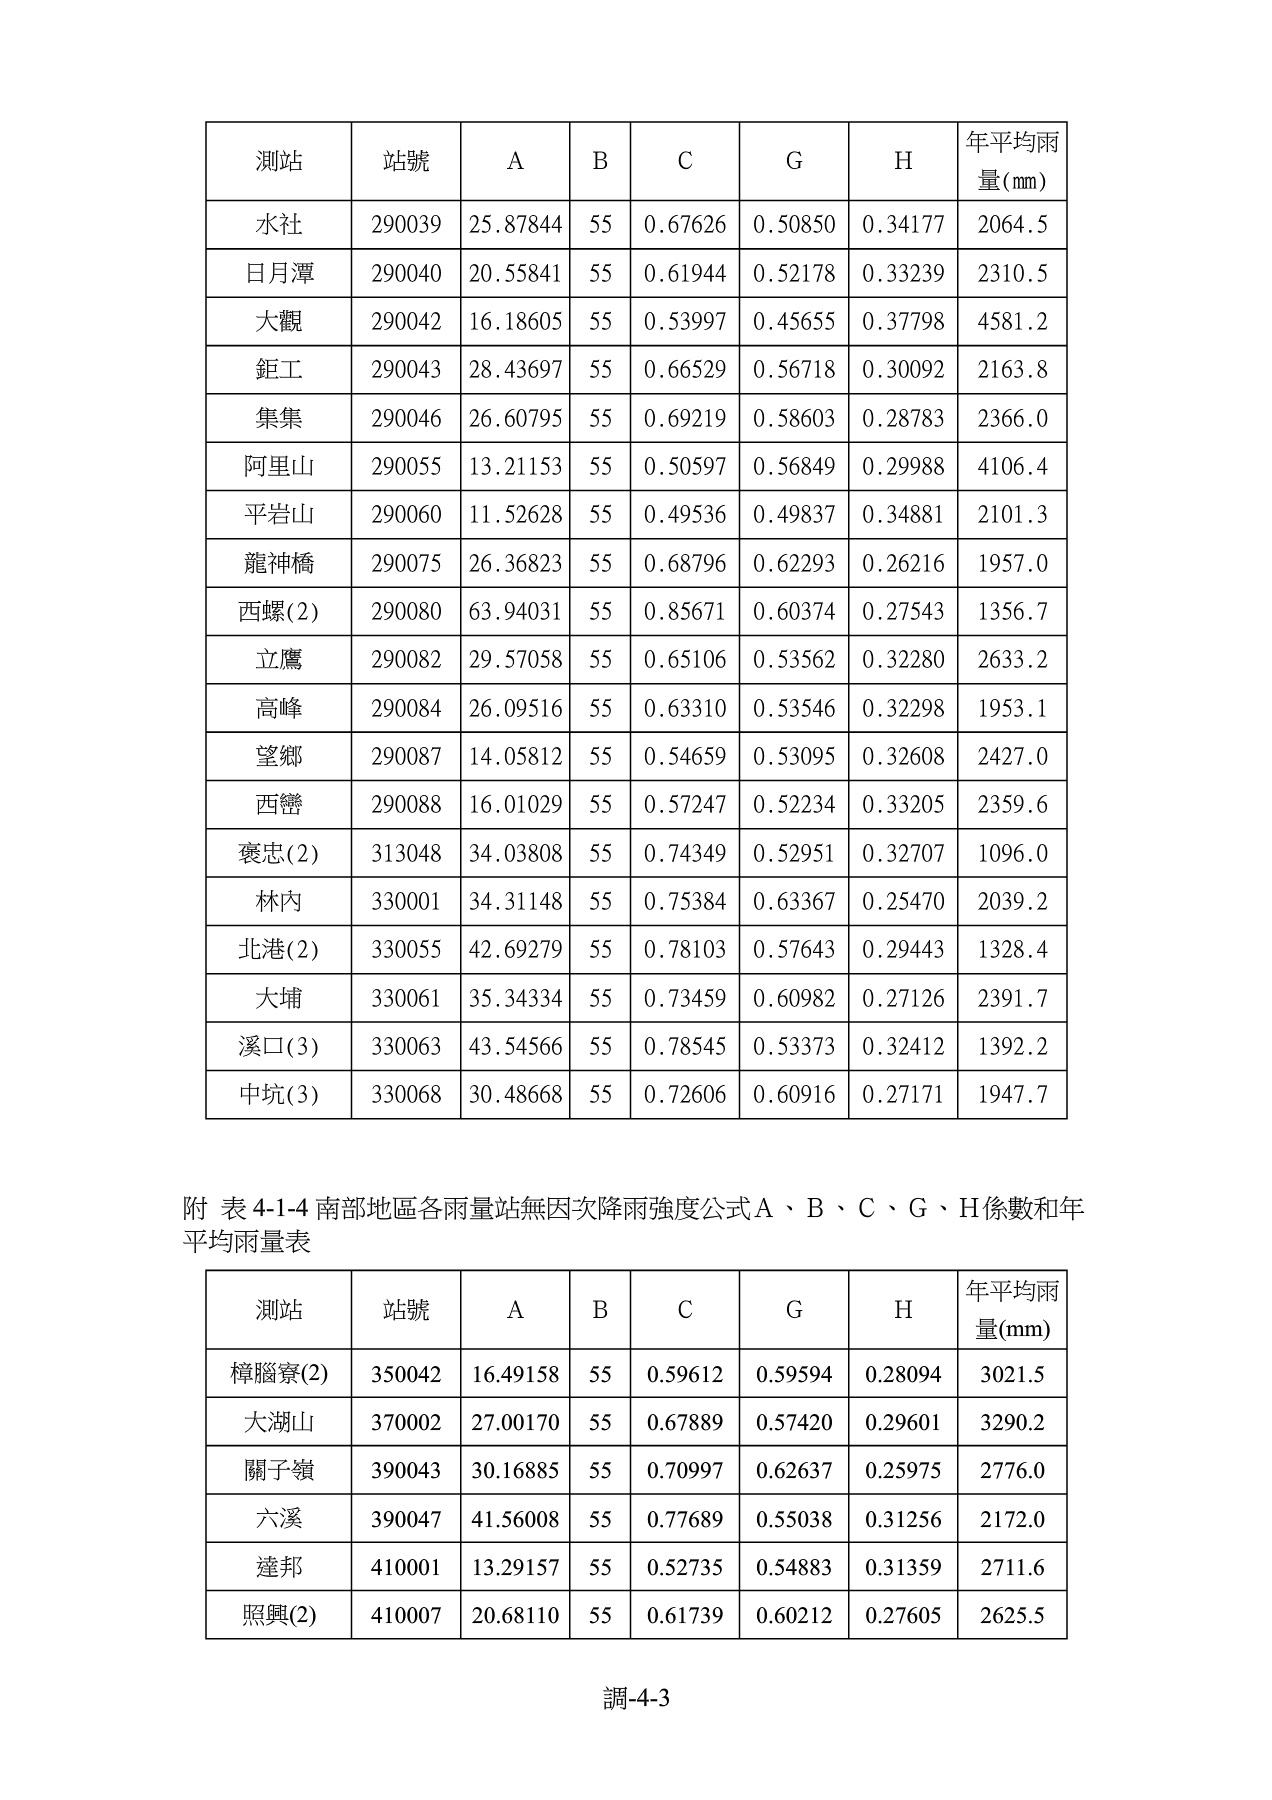 測站 站號 A B C G H 年平均雨量(㎜)
水社 290039 25.87844 55 0.67626 0.50850 0.34177 2064.5
日月潭 290040 20.55841 55 0.61944 0.52178 0.33239 2310.5
大觀 290042 16.18605 55 0.53997 0.45655 0.37798 4581.2
鉅工 290043 28.43697 55 0.66529 0.56718 0.30092 2163.8
集集 290046 26.60795 55 0.69219 0.58603 0.28783 2366.0
阿里山 290055 13.21153 55 0.50597 0.56849 0.29988 4106.4
平岩山 290060 11.52628 55 0.49536 0.49837 0.34881 2101.3
龍神橋 290075 26.36823 55 0.68796 0.62293 0.26216 1957.0
西螺(2) 290080 63.94031 55 0.85671 0.60374 0.27543 1356.7
立鷹 290082 29.57058 55 0.65106 0.53562 0.32280 2633.2
高峰 290084 26.09516 55 0.63310 0.53546 0.32298 1953.1
望鄉 290087 14.05812 55 0.54659 0.53095 0.32608 2427.0
西巒 290088 16.01029 55 0.57247 0.52234 0.33205 2359.6
褒忠(2) 313048 34.03808 55 0.74349 0.52951 0.32707 1096.0
林內 330001 34.31148 55 0.75384 0.63367 0.25470 2039.2
北港(2) 330055 42.69279 55 0.78103 0.57643 0.29443 1328.4
大埔 330061 35.34334 55 0.73459 0.60982 0.27126 2391.7
溪口(3) 330063 43.54566 55 0.78545 0.53373 0.32412 1392.2
中坑(3) 330068 30.48668 55 0.72606 0.60916 0.27171 1947.7
附 表 4-1-4 南部地區各雨量站無因次降雨強度公式A、B、C、G、H係數和年
平均雨量表
測站 站號 A B C G H 年平均雨量(mm)
樟腦寮(2) 350042 16.49158 55 0.59612 0.59594 0.28094 3021.5
大湖山 370002 27.00170 55 0.67889 0.57420 0.29601 3290.2
關子嶺 390043 30.16885 55 0.70997 0.62637 0.25975 2776.0
六溪 390047 41.56008 55 0.77689 0.55038 0.31256 2172.0
達邦 410001 13.29157 55 0.52735 0.54883 0.31359 2711.6
照興(2) 410007 20.68110 55 0.61739 0.60212 0.27605 2625.5
調-4-3